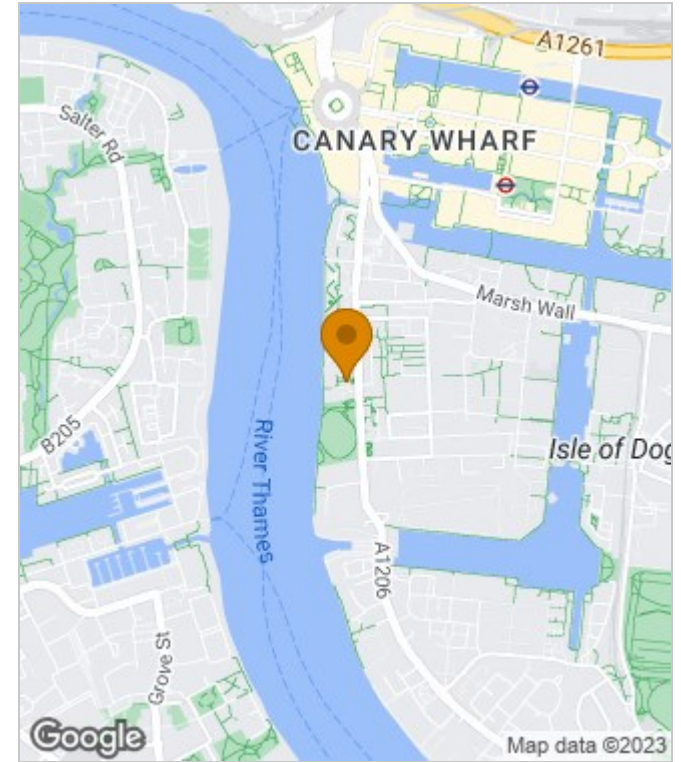 A1261
Salter Rd
CANARY WHARF
Marsh Wall
B205
River Thames
Isle of Dog
A1206
Grove St
Google
Map data ©2023